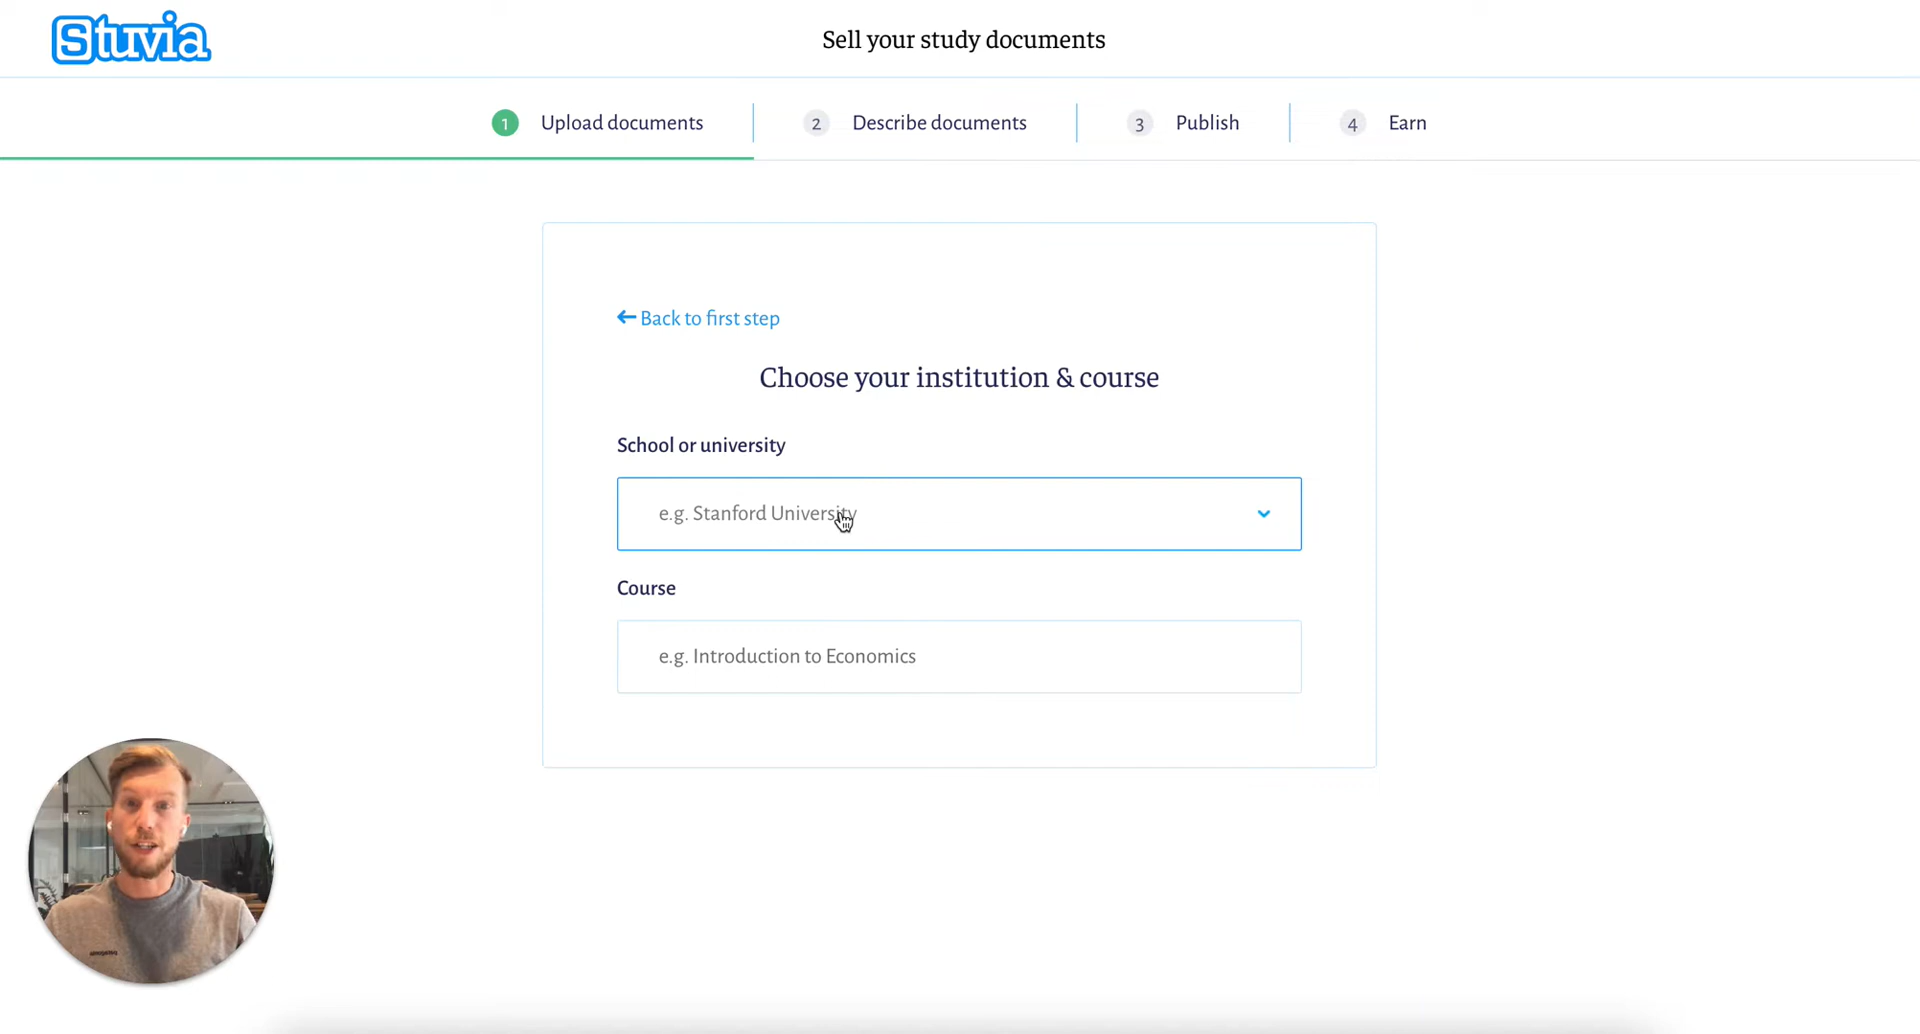 Stuvia
Sell your study documents
1 Upload documents
2 Describe documents
3 Publish
4 Earn
Back to first step
Choose your institution & course
School or university
e.g. Stanford University
Course
e.g. Introduction to Economics